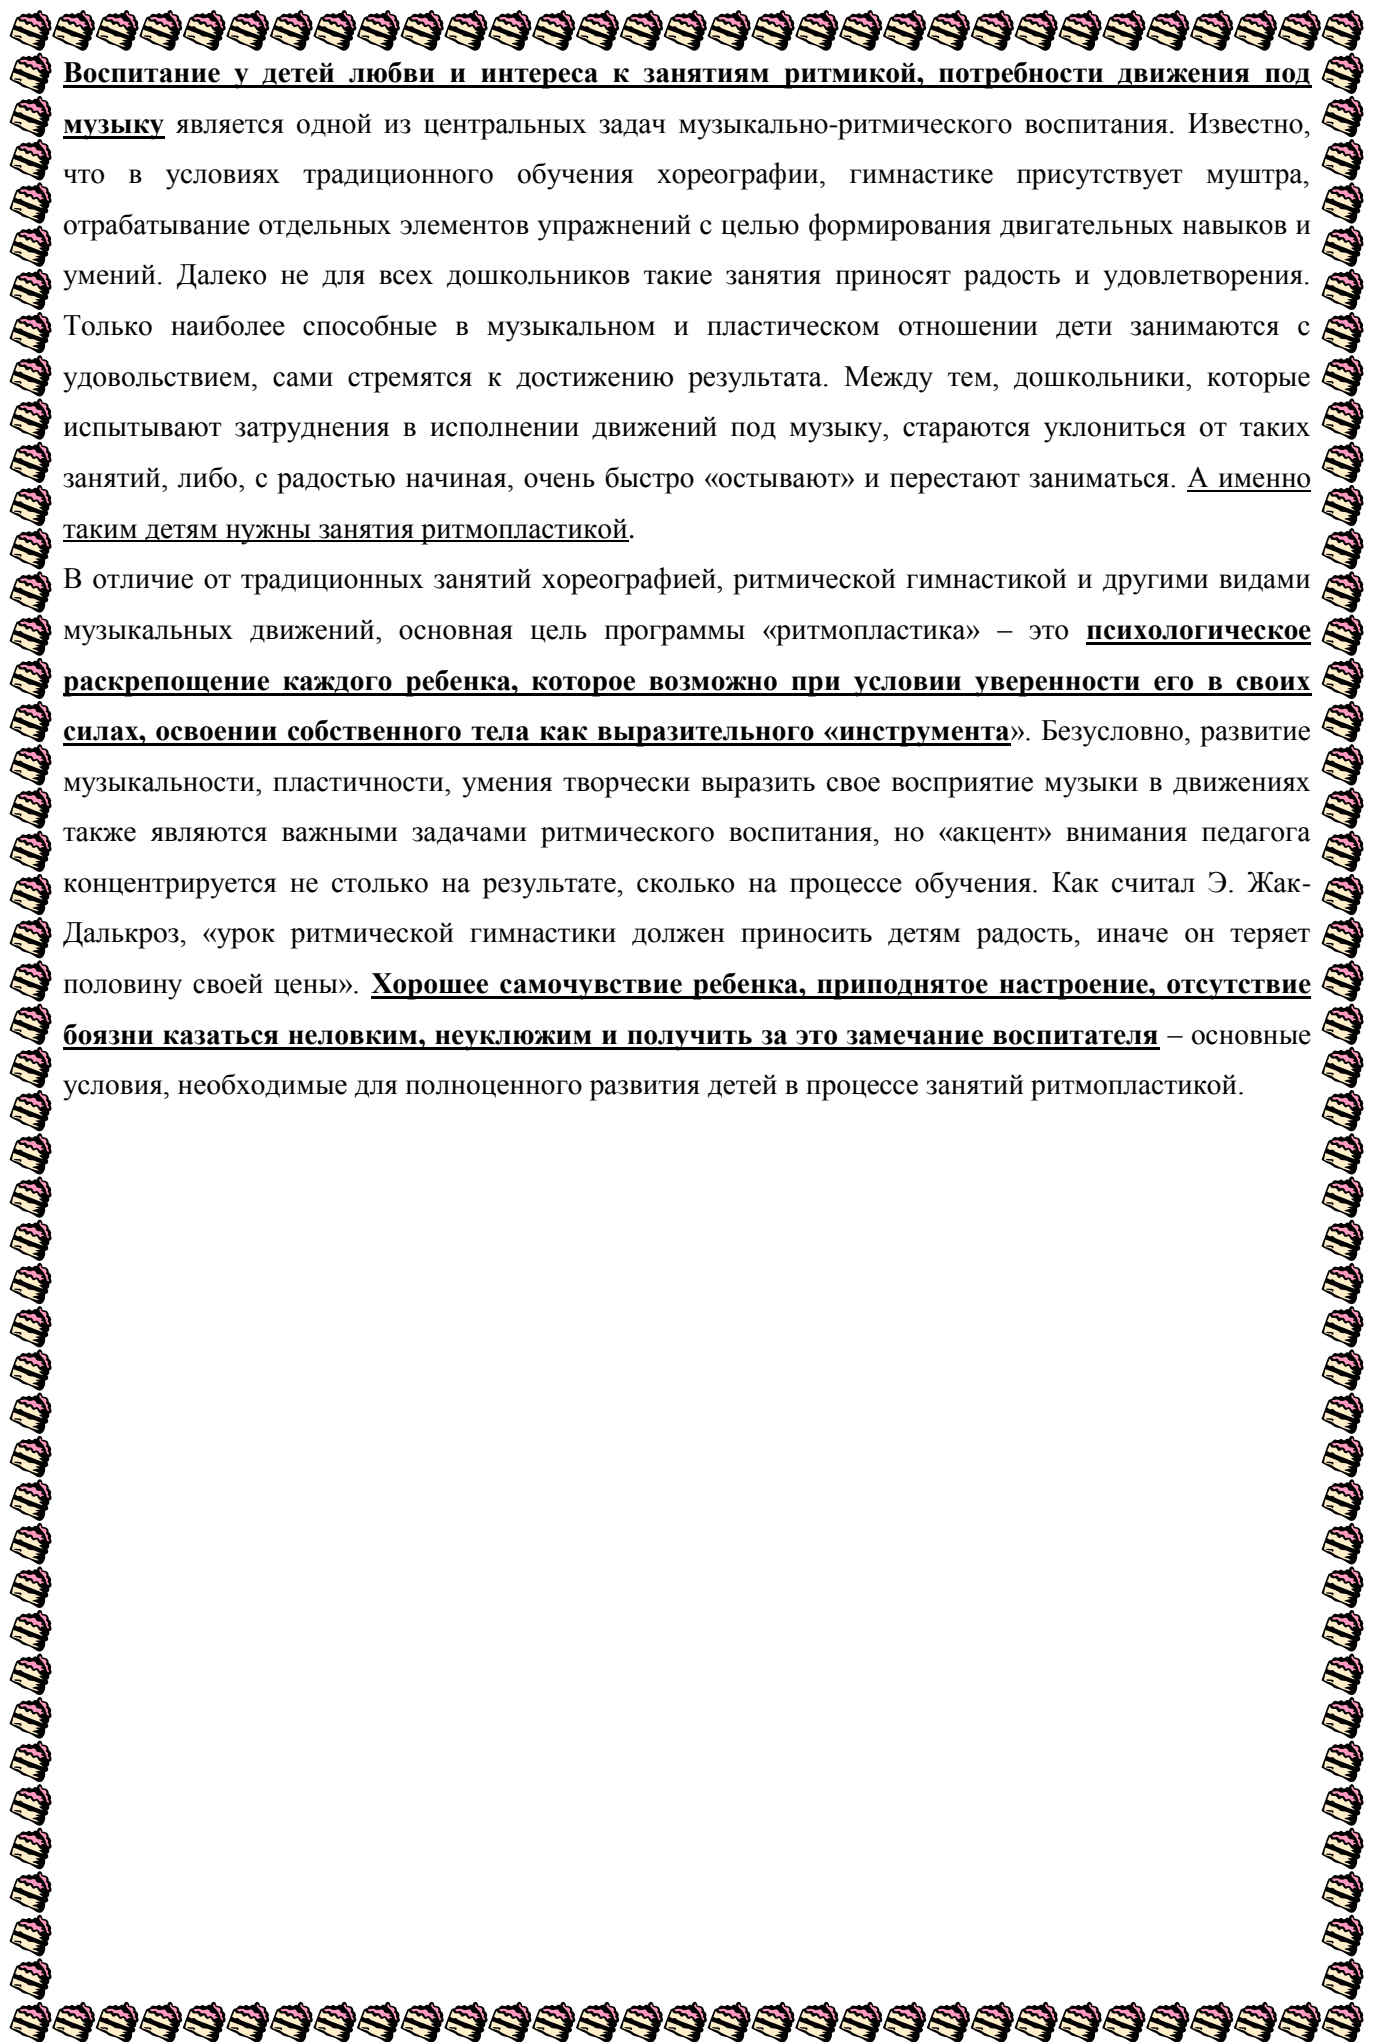 Воспитание у детей любви и интереса к занятиям ритмикой, потребности движения под
музыку является одной из центральных задач музыкально-ритмического воспитания. Известно,
что в условиях традиционного обучения хореографии, гимнастике присутствует муштра,
отрабатывание отдельных элементов упражнений с целью формирования двигательных навыков и
умений. Далеко не для всех дошкольников такие занятия приносят радость и удовлетворения.
Только наиболее способные в музыкальном и пластическом отношении дети занимаются с
удовольствием, сами стремятся к достижению результата. Между тем, дошкольники, которые
испытывают затруднения в исполнении движений под музыку, стараются уклониться от таких
занятий, либо, с радостью начиная, очень быстро «остывают» и перестают заниматься. А именно
таким детям нужны занятия ритмопластикой.
В отличие от традиционных занятий хореографией, ритмической гимнастикой и другими видами
музыкальных движений, основная цель программы «ритмопластика» – это психологическое
раскрепощение каждого ребенка, которое возможно при условии уверенности его в своих
силах, освоении собственного тела как выразительного «инструмента». Безусловно, развитие
музыкальности, пластичности, умения творчески выразить свое восприятие музыки в движениях
также являются важными задачами ритмического воспитания, но «акцент» внимания педагога
концентрируется не столько на результате, сколько на процессе обучения. Как считал Э. Жак-
Далькроз, «урок ритмической гимнастики должен приносить детям радость, иначе он теряет
половину своей цены». Хорошее самочувствие ребенка, приподнятое настроение, отсутствие
боязни казаться неловким, неуклюжим и получить за это замечание воспитателя – основные
условия, необходимые для полноценного развития детей в процессе занятий ритмопластикой.